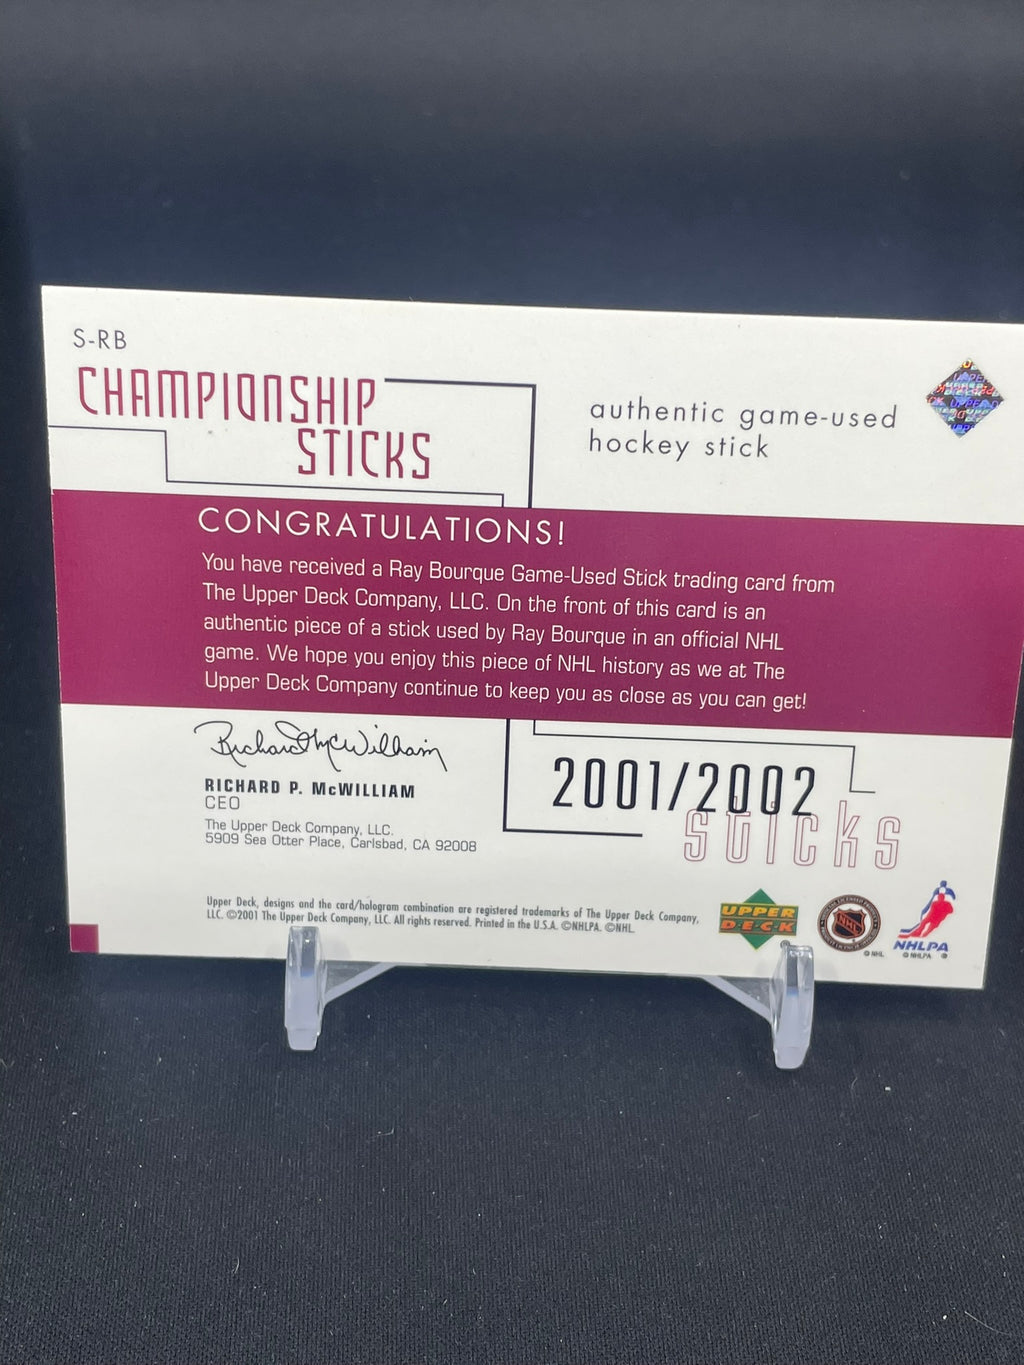 S-RB
CHAMPIONSHIP
STICKS
authentic game-used
hockey stick
CONGRATULATIONS!
You have received a Ray Bourque Game-Used Stick trading card from
The Upper Deck Company, LLC. On the front of this card is an
authentic piece of a stick used by Ray Bourque in an official NHL
game. We hope you enjoy this piece of NHL history as we at The
Upper Deck Company continue to keep you as close as you can get!
Richard P McWilliam
RICHARD P. McWILLIAM
CEO
The Upper Deck Company, LLC.
5909 Sea Otter Place, Carlsbad, CA 92008
2001/2002
sticks
Upper Deck, designs and the card/hologram combination are registered trademarks of The Upper Deck Company,
LLC. ©2001 The Upper Deck Company, LLC. All rights reserved. Printed in the U.S.A. ©NHLPA. ©NHL.
UPPER
DECK
NHL
© NHL
NHLPA
© NHLPA